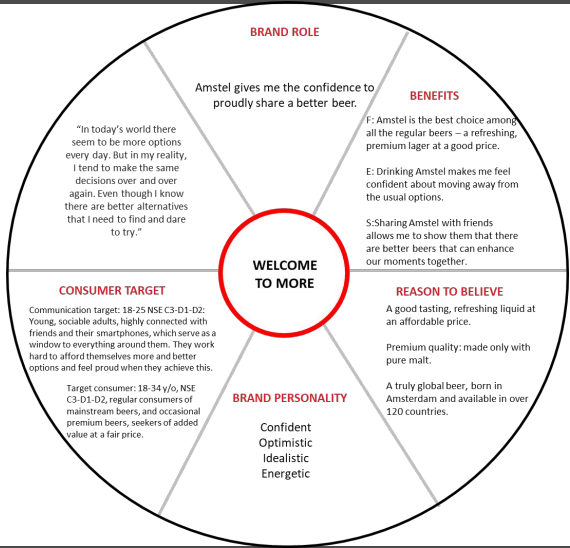 BRAND ROLE
Amstel gives me the confidence to
proudly share a better beer.
BENEFITS
F: Amstel is the best choice among
all the regular beers – a refreshing,
premium lager at a good price.
E: Drinking Amstel makes me feel
confident about moving away from
the usual options.
S:Sharing Amstel with friends
allows me to show them that there
are better beers that can enhance
our moments together.
“In today’s world there
seem to be more options
every day. But in my reality,
I tend to make the same
decisions over and over
again. Even though I know
there are better alternatives
that I need to find and dare
to try.”
WELCOME
TO MORE
CONSUMER TARGET
Communication target: 18-25 NSE C3-D1-D2:
Young, sociable adults, highly connected with
friends and their smartphones, which serve as a
window to everything around them. They work
hard to afford themselves more and better
options and feel proud when they achieve this.
Target consumer: 18-34 y/o, NSE
C3-D1-D2, regular consumers of
mainstream beers, and occasional
premium beers, seekers of added
value at a fair price.
REASON TO BELIEVE
A good tasting, refreshing liquid at
an affordable price.
Premium quality: made only with
pure malt.
A truly global beer, born in
Amsterdam and available in over
120 countries.
BRAND PERSONALITY
Confident
Optimistic
Idealistic
Energetic